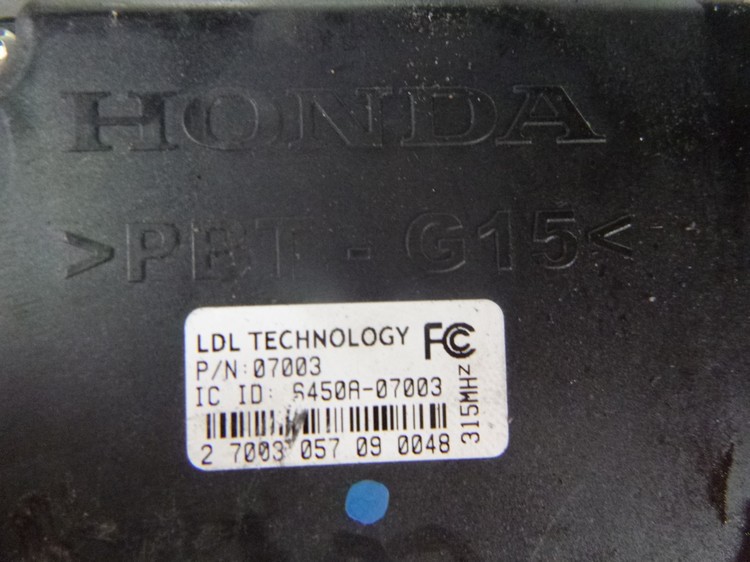 HONDA
>PBT - G15<
LDL TECHNOLOGY FC
P/N:07003
IC ID: 6450A-07003
315MHz
2 7003 057 09 0048